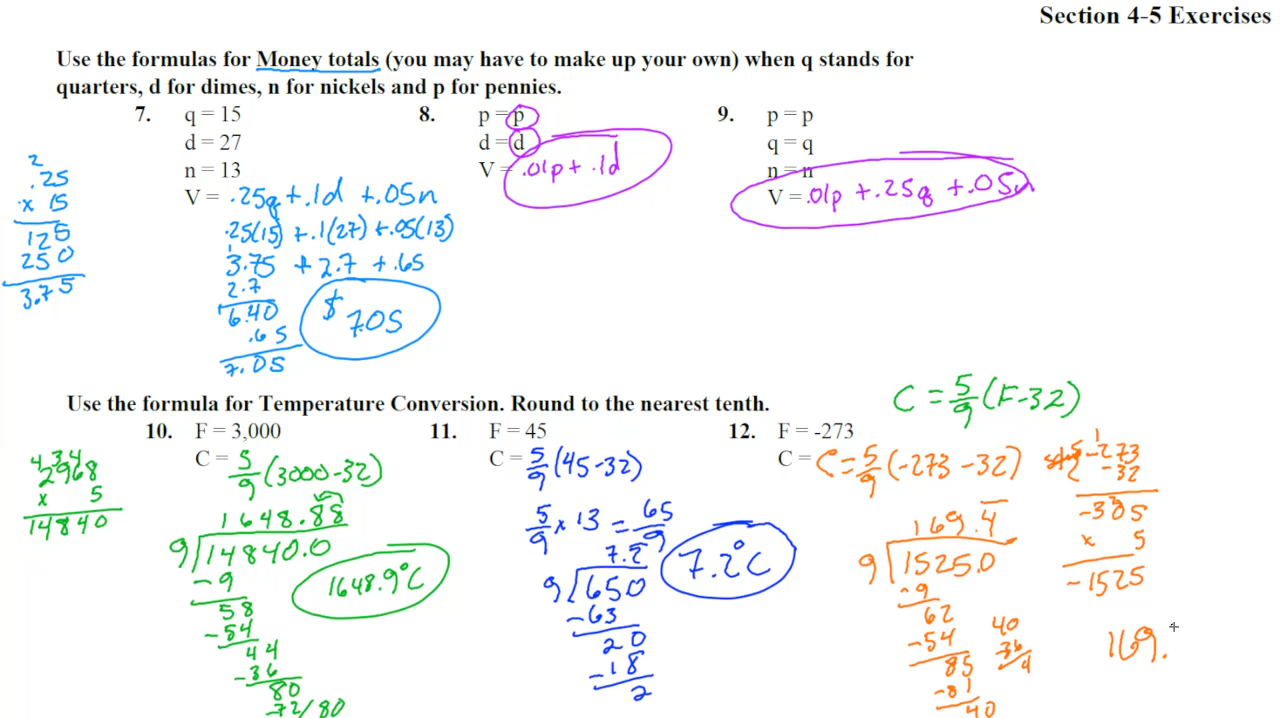 Section 4-5 Exercises
Use the formulas for Money totals (you may have to make up your own) when q stands for
quarters, d for dimes, n for nickels and p for pennies.
7. q = 15
d = 27
n = 13
V = .25q + .1d + .05n
.25(15) + .1(27) + .05(13)
3.75 + 2.7 + .65
2.7
6.40
.65
7.05
$ 7.05
2
.25
x 15
125
250
3.75
8. p = p
d = d
V = .01p + .1d
9. p = p
q = q
n = n
V = .01p + .25q + .05n
Use the formula for Temperature Conversion. Round to the nearest tenth.
C = 5/9 (F-32)
10. F = 3,000
C = 5/9 (3000-32)
4 3 4
2968
x 5
14840
1648.88
9 14840.0
-9
58
-54
44
-36
80
-72/80
1648.9°C
11. F = 45
C = 5/9 (45-32)
5/9 x 13 = 65/9
7.2
9 650
-63
20
-18
2
7.2°C
12. F = -273
C = C = 5/9 (-273-32)
1
-273
-32
-305
x 5
-1525
169.4
9 1525.0
-9
62
-54
85
-81
40
40
36
4
169.